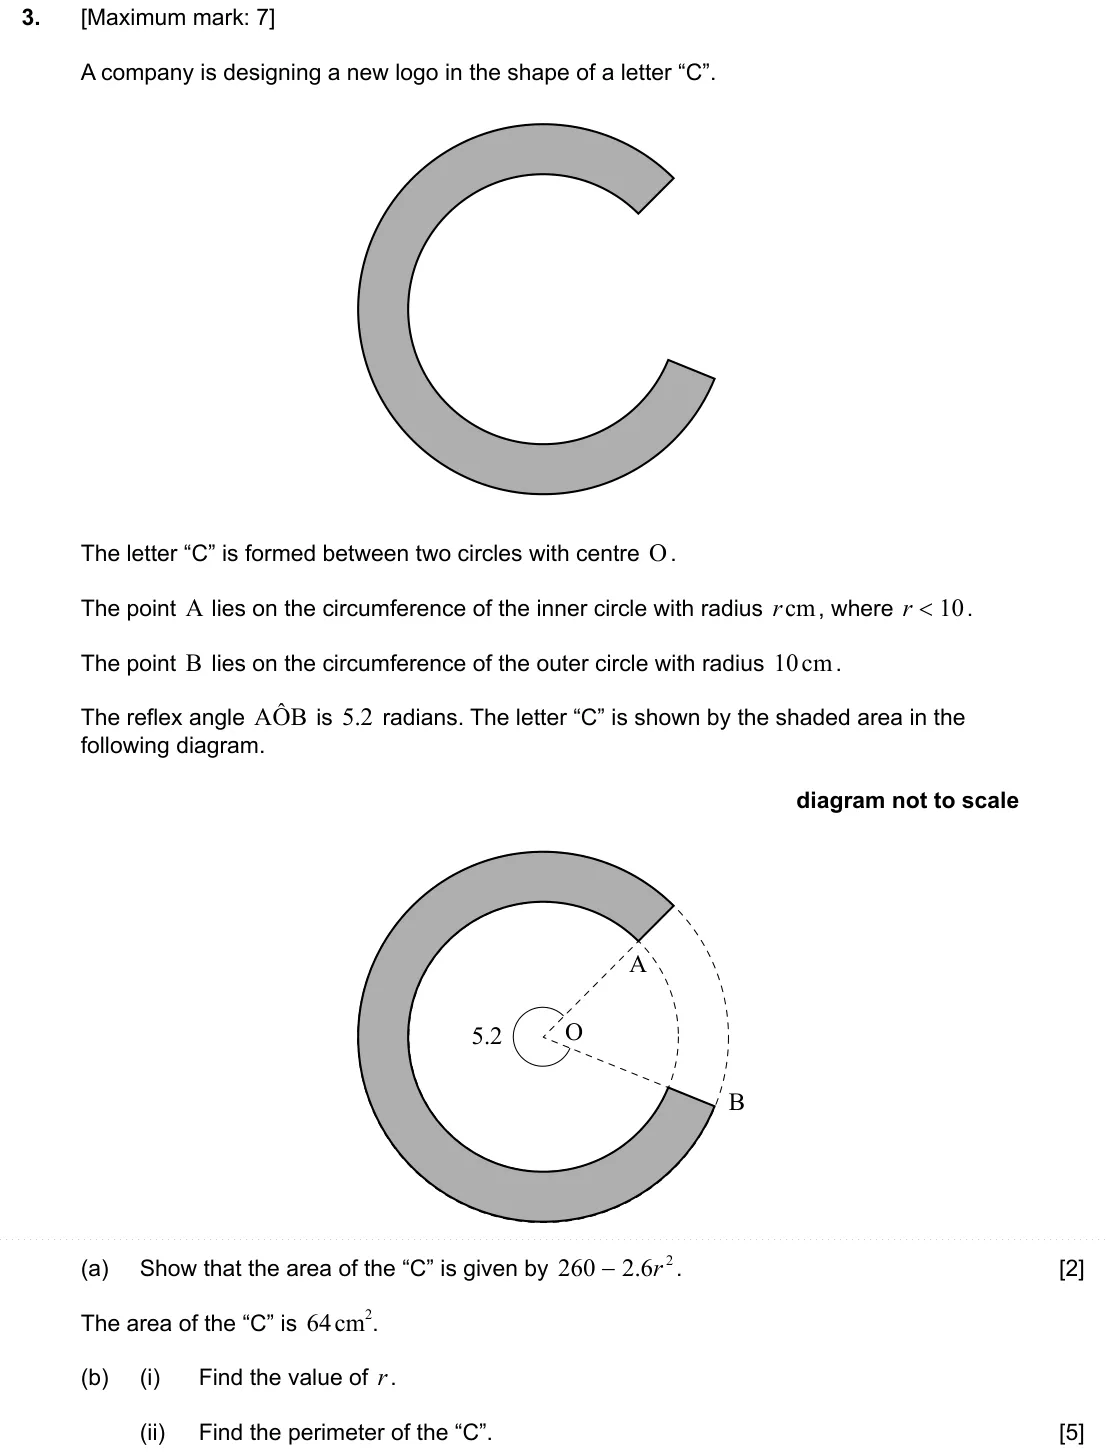 3. [Maximum mark: 7]
A company is designing a new logo in the shape of a letter “C”.
The letter “C” is formed between two circles with centre O.
The point A lies on the circumference of the inner circle with radius r cm, where r < 10.
The point B lies on the circumference of the outer circle with radius 10 cm.
The reflex angle AÔB is 5.2 radians. The letter “C” is shown by the shaded area in the
following diagram.
diagram not to scale
A
5.2
O
B
(a) Show that the area of the “C” is given by 260 − 2.6r². [2]
The area of the “C” is 64 cm².
(b) (i) Find the value of r.
(ii) Find the perimeter of the “C”. [5]